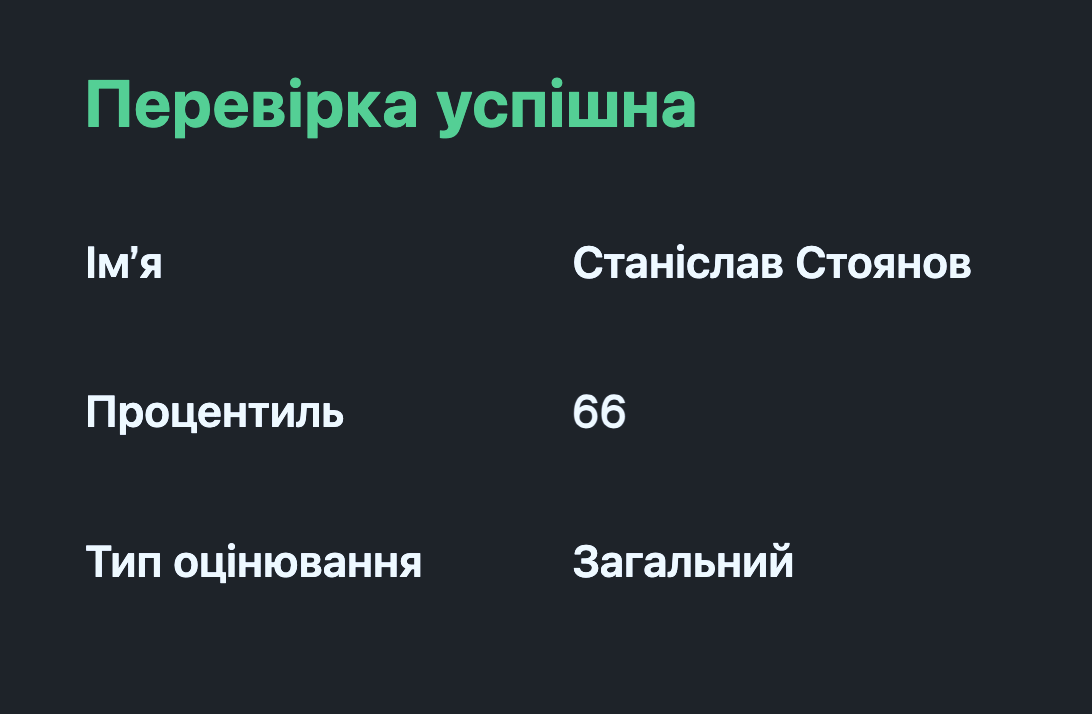 Перевірка успішна
Ім’я Станіслав Стоянов
Процентиль 66
Тип оцінювання Загальний